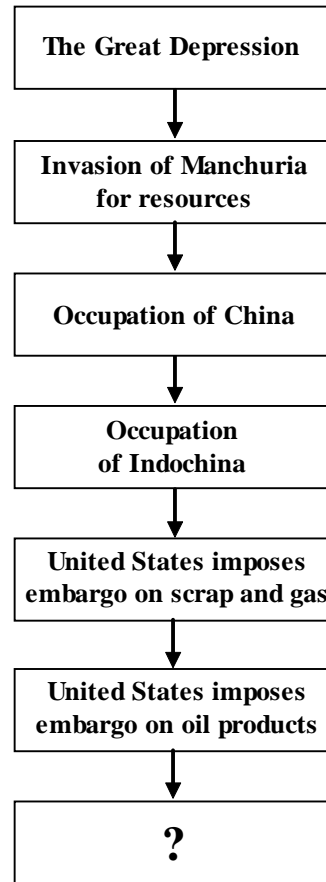 The Great Depression
Invasion of Manchuria
for resources
Occupation of China
Occupation
of Indochina
United States imposes
embargo on scrap and gas
United States imposes
embargo on oil products
?